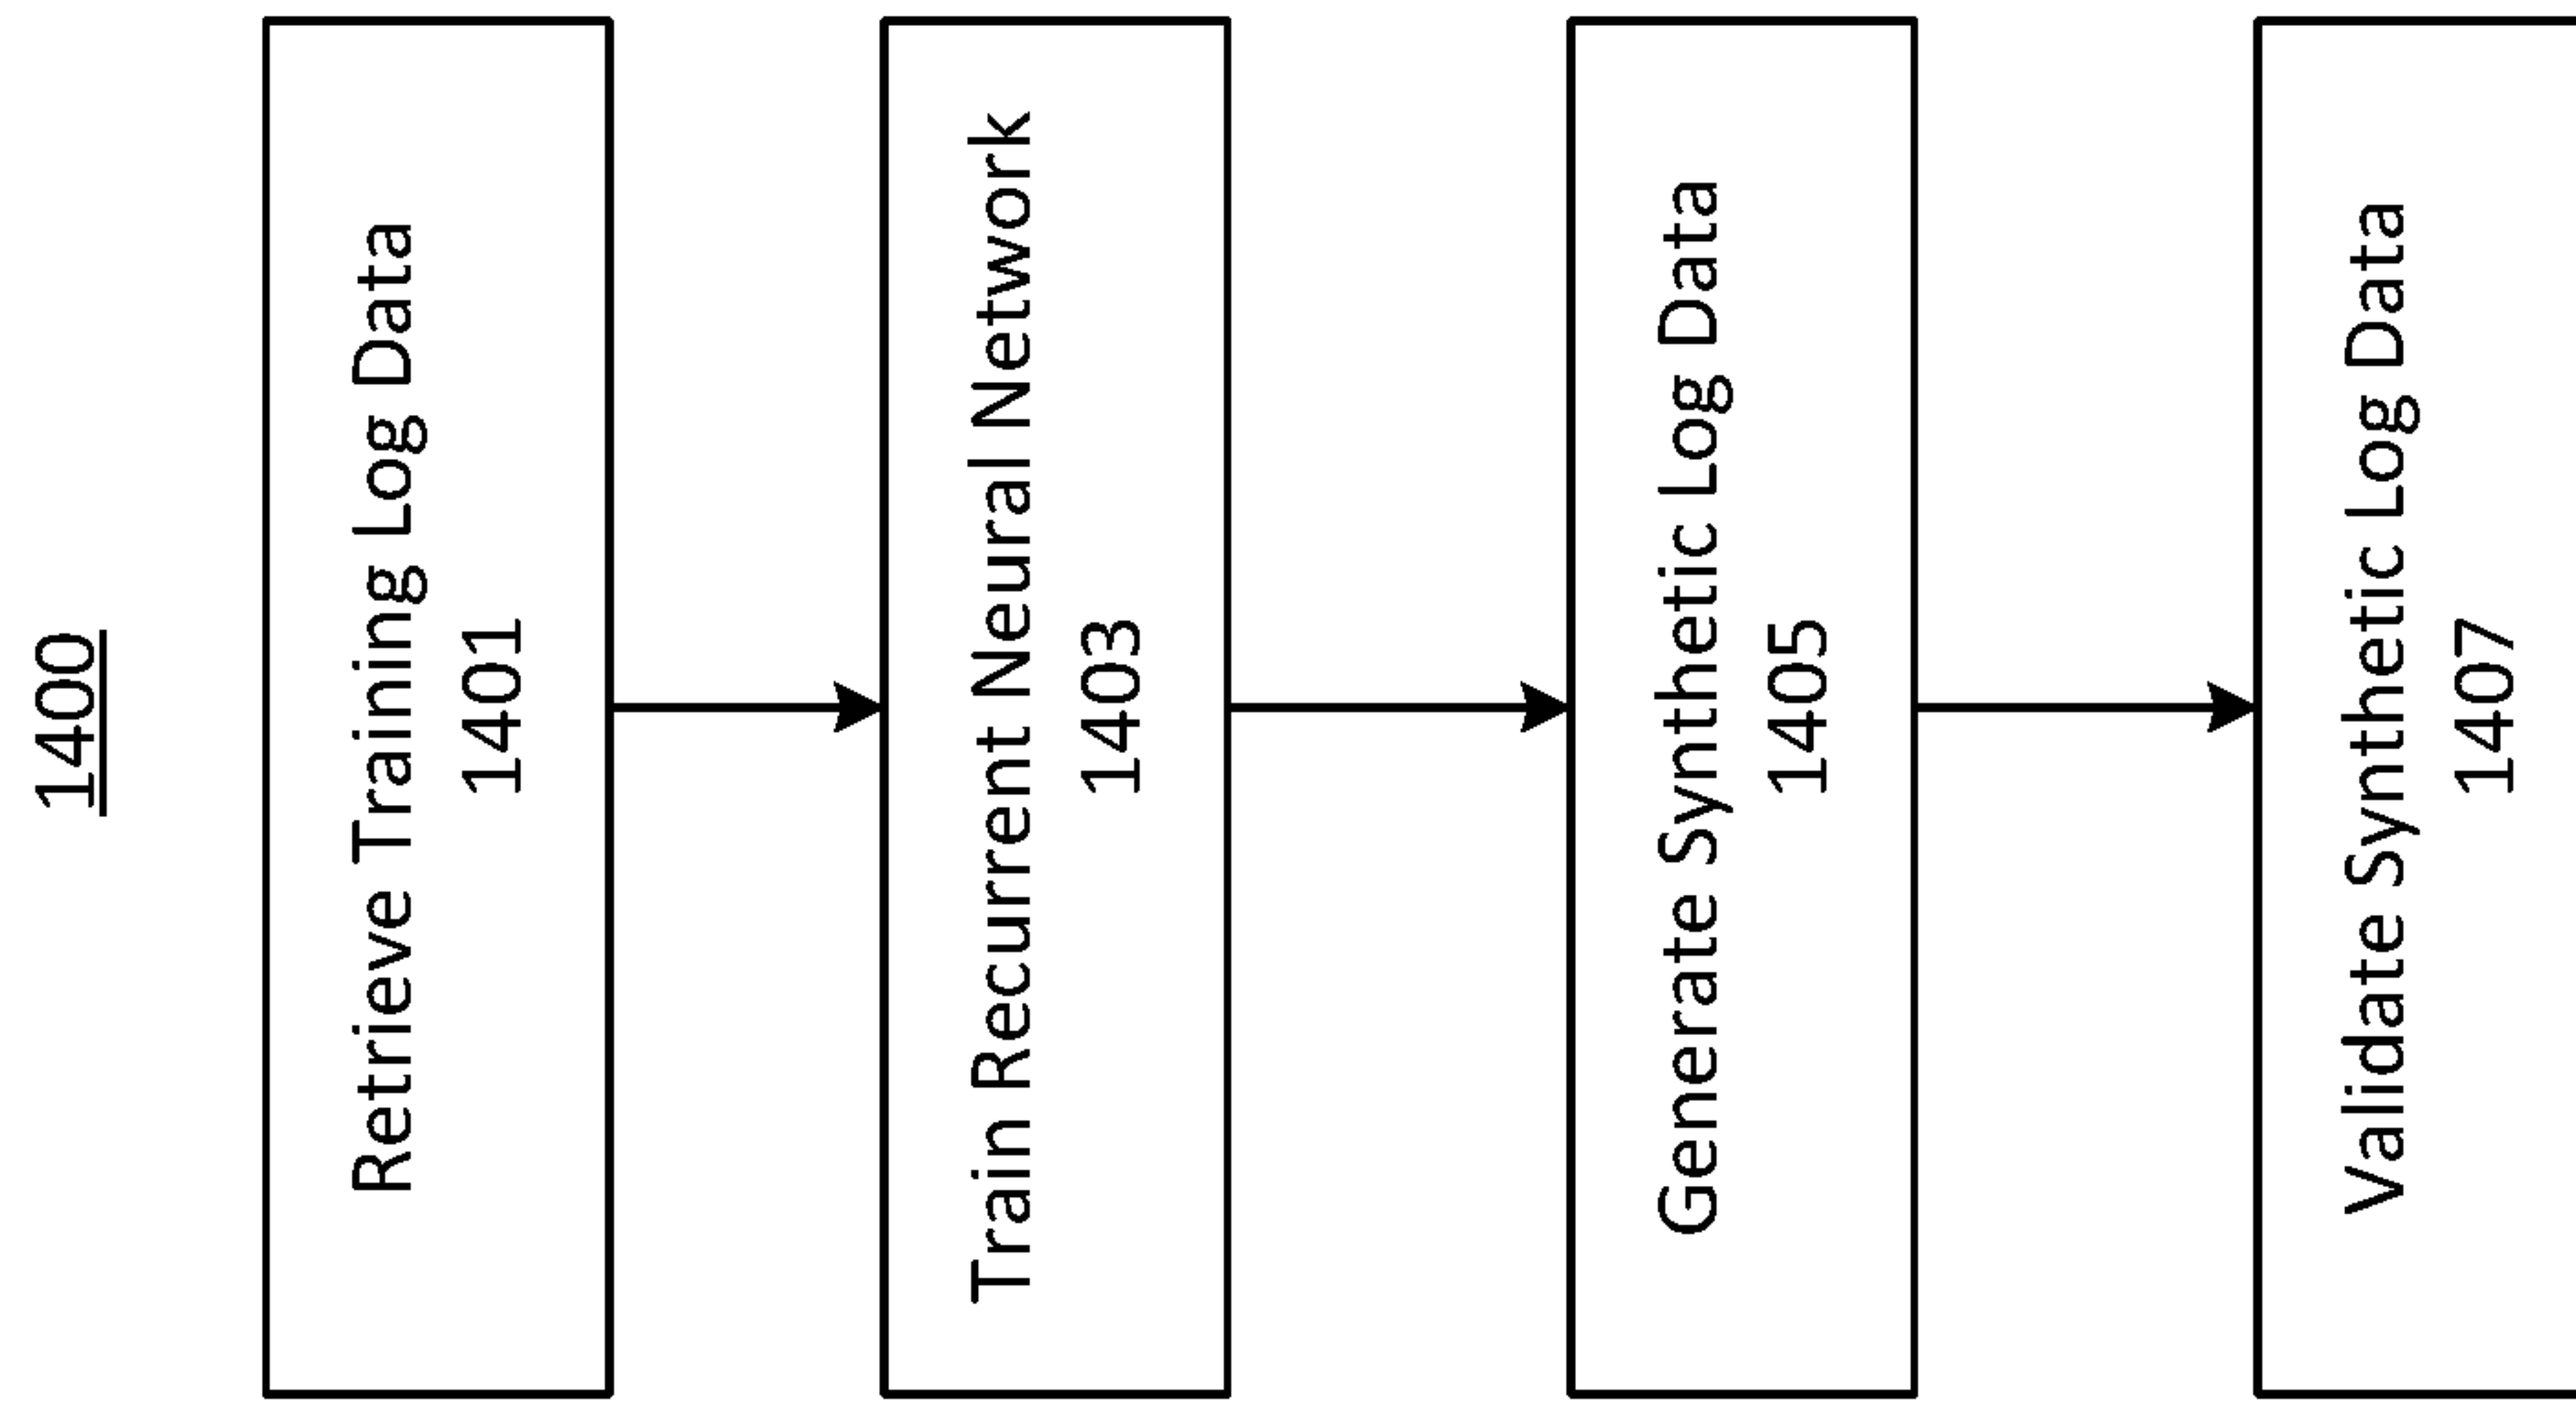 1400
Retrieve Training Log Data
1401
Train Recurrent Neural Network
1403
Generate Synthetic Log Data
1405
Validate Synthetic Log Data
1407